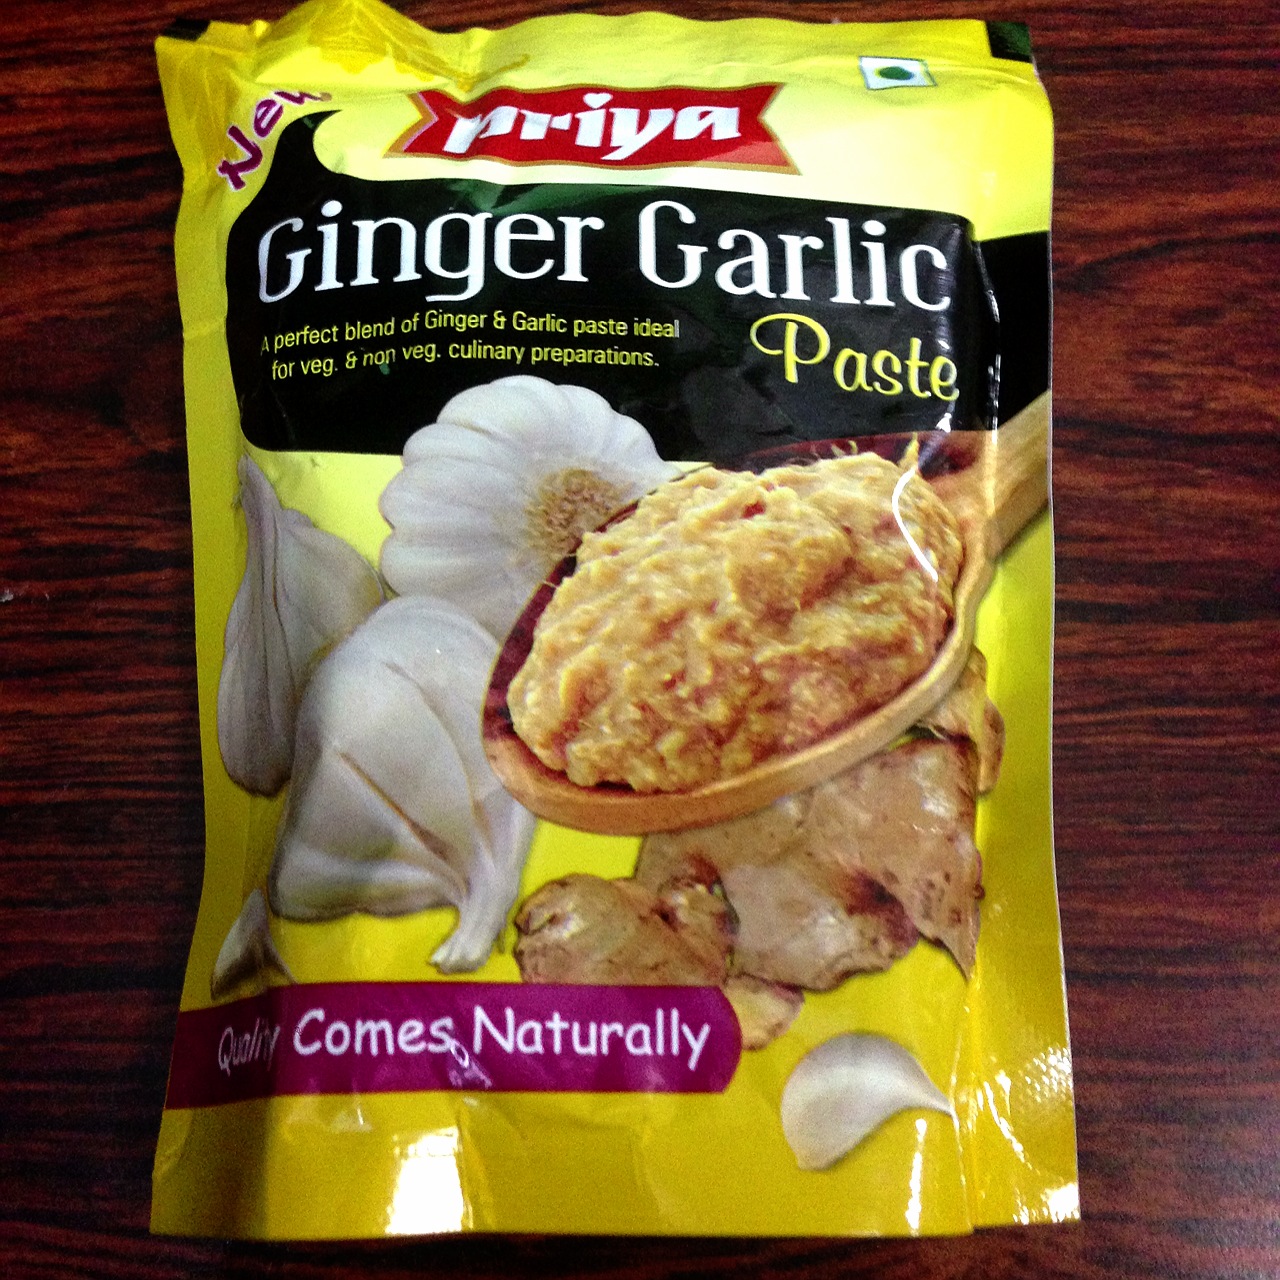 New
priya
Ginger Garlic
Paste
A perfect blend of Ginger & Garlic paste ideal
for veg. & non veg. culinary preparations.
Quality Comes Naturally